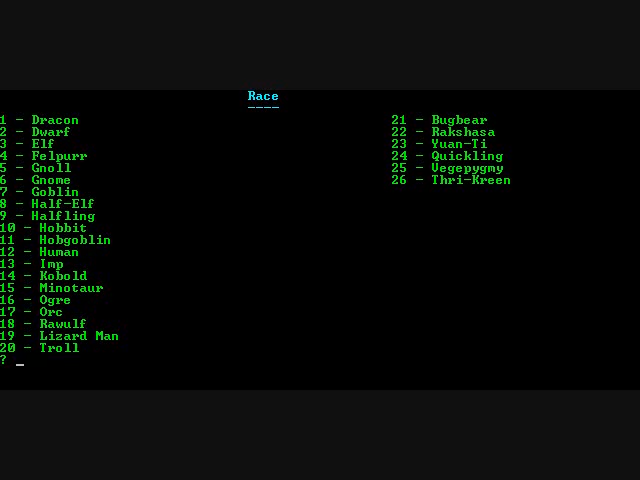 Race
----
1 - Dracon
2 - Dwarf
3 - Elf
4 - Felpurr
5 - Gnoll
6 - Gnome
7 - Goblin
8 - Half-Elf
9 - Halfling
10 - Hobbit
11 - Hobgoblin
12 - Human
13 - Imp
14 - Kobold
15 - Minotaur
16 - Ogre
17 - Orc
18 - Rawulf
19 - Lizard Man
20 - Troll
21 - Bugbear
22 - Rakshasa
23 - Yuan-Ti
24 - Quickling
25 - Vegepygmy
26 - Thri-Kreen
? _